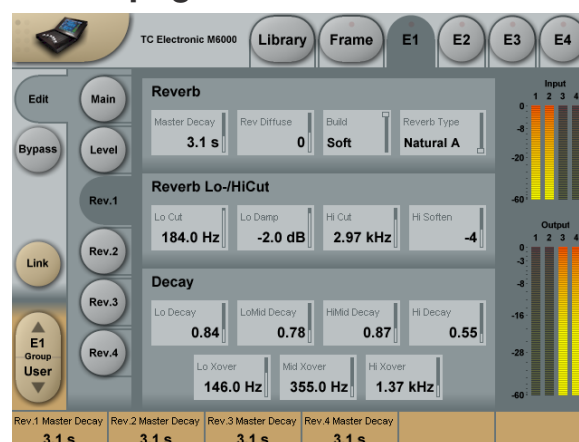 TC Electronic M6000
Library
Frame
E1
E2
E3
E4
Edit
Bypass
Link
E1
Group
User
Main
Level
Rev.1
Rev.2
Rev.3
Rev.4
Reverb
Master Decay
3.1 s
Rev Diffuse
0
Build
Soft
Reverb Type
Natural A
Reverb Lo-/HiCut
Lo Cut
184.0 Hz
Lo Damp
-2.0 dB
Hi Cut
2.97 kHz
Hi Soften
-4
Decay
Lo Decay
0.84
LoMid Decay
0.78
HiMid Decay
0.87
Hi Decay
0.55
Lo Xover
146.0 Hz
Mid Xover
355.0 Hz
Hi Xover
1.37 kHz
Input
1 2 3 4
0
-8
-20
-60
Output
1 2 3 4
0
-3
-8
-16
-28
-60
Rev.1 Master Decay
3.1 s
Rev.2 Master Decay
3.1 s
Rev.3 Master Decay
3.1 s
Rev.4 Master Decay
3.1 s